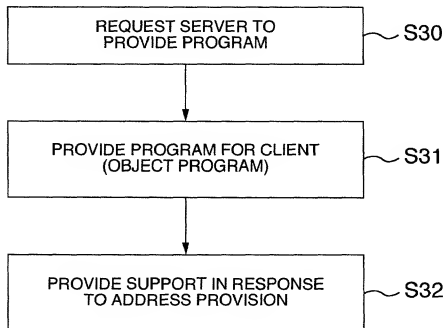 REQUEST SERVER TO
PROVIDE PROGRAM
S30
PROVIDE PROGRAM FOR CLIENT
(OBJECT PROGRAM)
S31
PROVIDE SUPPORT IN RESPONSE
TO ADDRESS PROVISION
S32